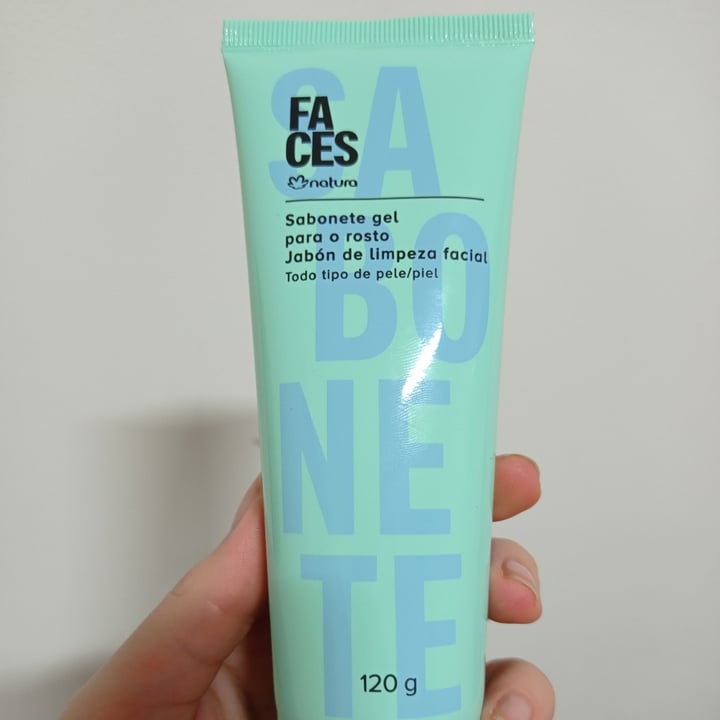 FA
CES
natura
Sabonete gel
para o rosto
Jabón de limpeza facial
Todo tipo de pele/piel
SA
BO
NE
TE
120 g